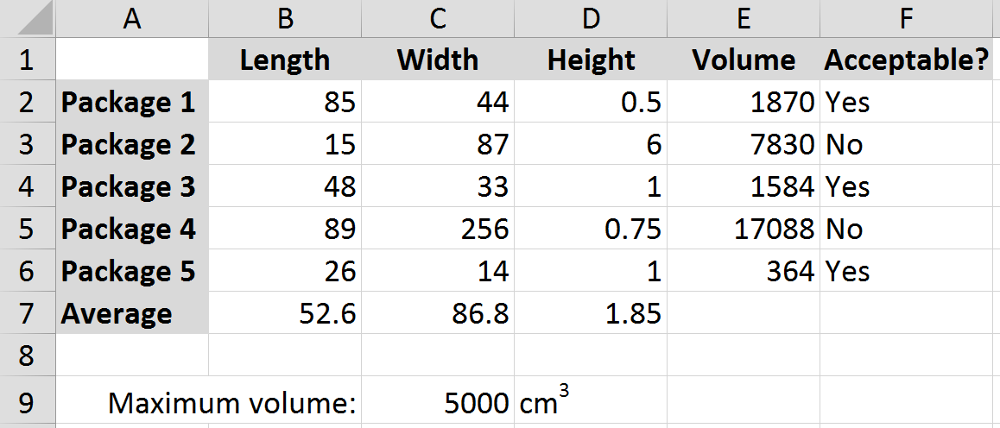 A B C D E F
1 Length Width Height Volume Acceptable?
2 Package 1 85 44 0.5 1870 Yes
3 Package 2 15 87 6 7830 No
4 Package 3 48 33 1 1584 Yes
5 Package 4 89 256 0.75 17088 No
6 Package 5 26 14 1 364 Yes
7 Average 52.6 86.8 1.85
8
9 Maximum volume: 5000 cm³